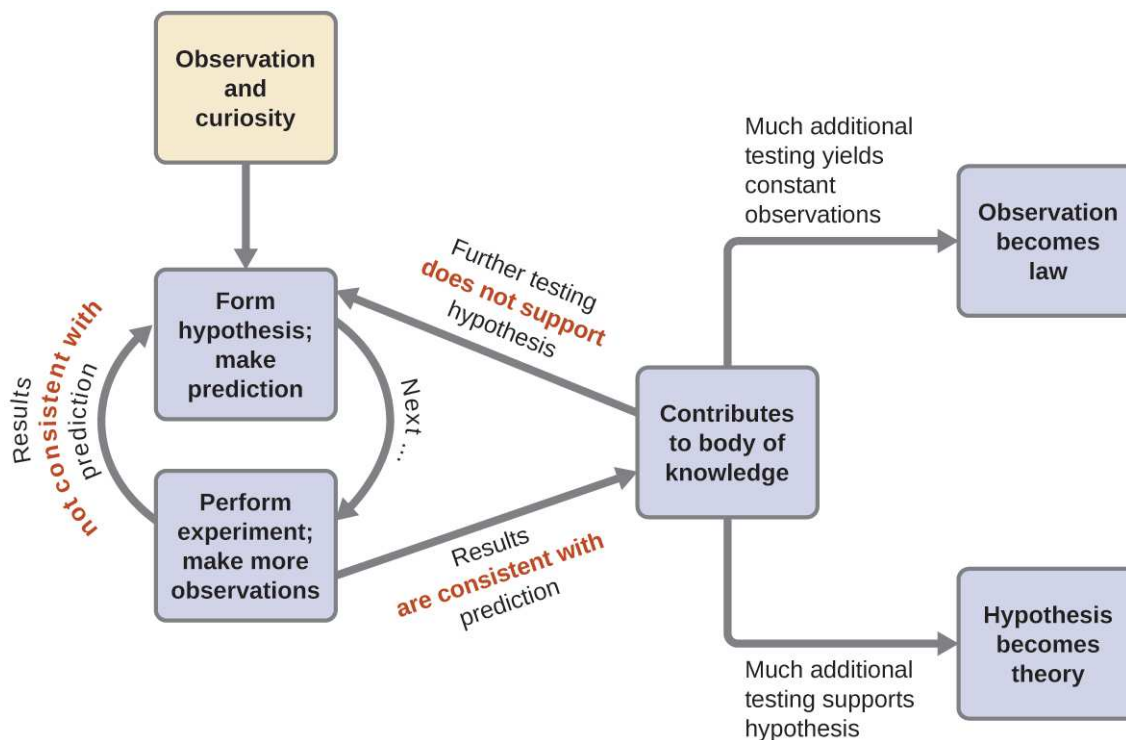 Observation
and
curiosity
Form
hypothesis;
make
prediction
Perform
experiment;
make more
observations
Results
not consistent with
prediction
Next ...
Further testing
does not support
hypothesis
Results
are consistent with
prediction
Contributes
to body of
knowledge
Much additional
testing yields
constant
observations
Observation
becomes
law
Much additional
testing supports
hypothesis
Hypothesis
becomes
theory